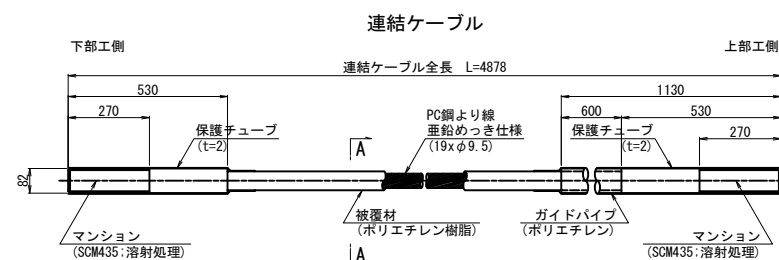 連結ケーブル
下部工側
上部工側
連結ケーブル全長 L=4878
530
1130
270
600
530
270
保護チューブ
(t=2)
PC鋼より線
亜鉛めっき仕様
(19xφ9.5)
保護チューブ
(t=2)
A
82
マンション
(SCM435;溶射処理)
被覆材
(ポリエチレン樹脂)
ガイドパイプ
(ポリエチレン)
マンション
(SCM435;溶射処理)
A